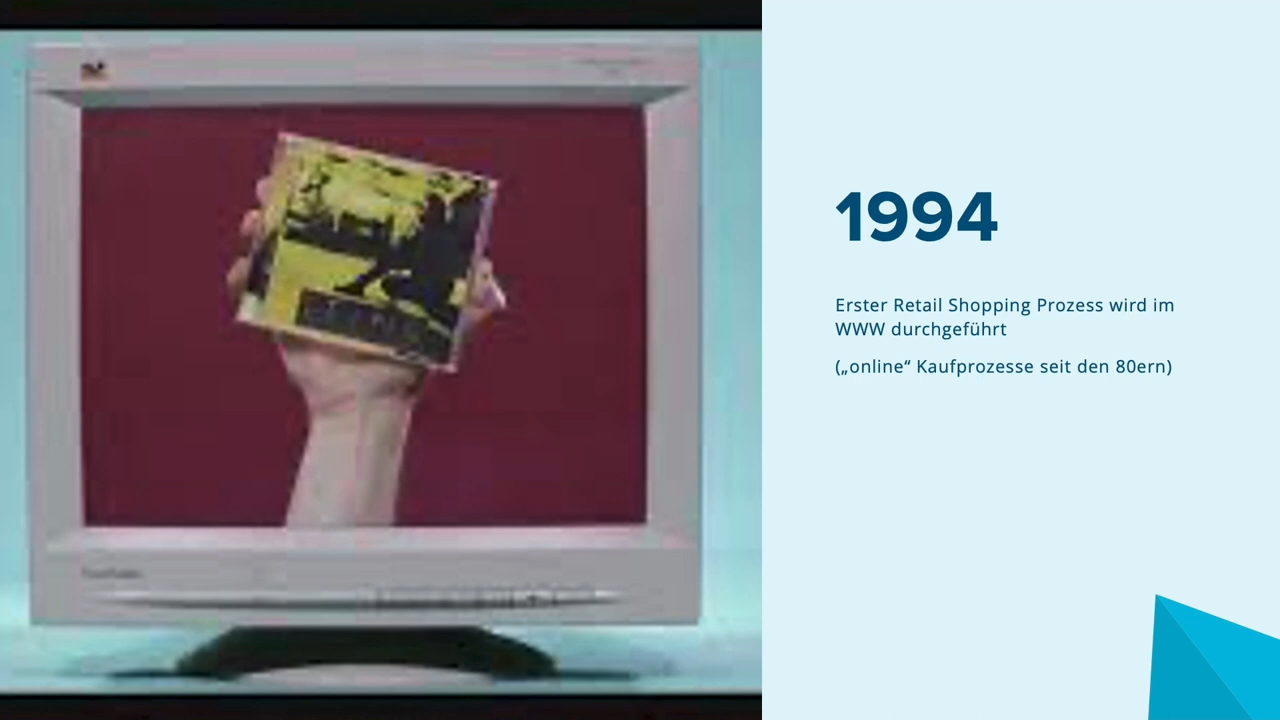 1994
Erster Retail Shopping Prozess wird im
WWW durchgeführt
(„online“ Kaufprozesse seit den 80ern)